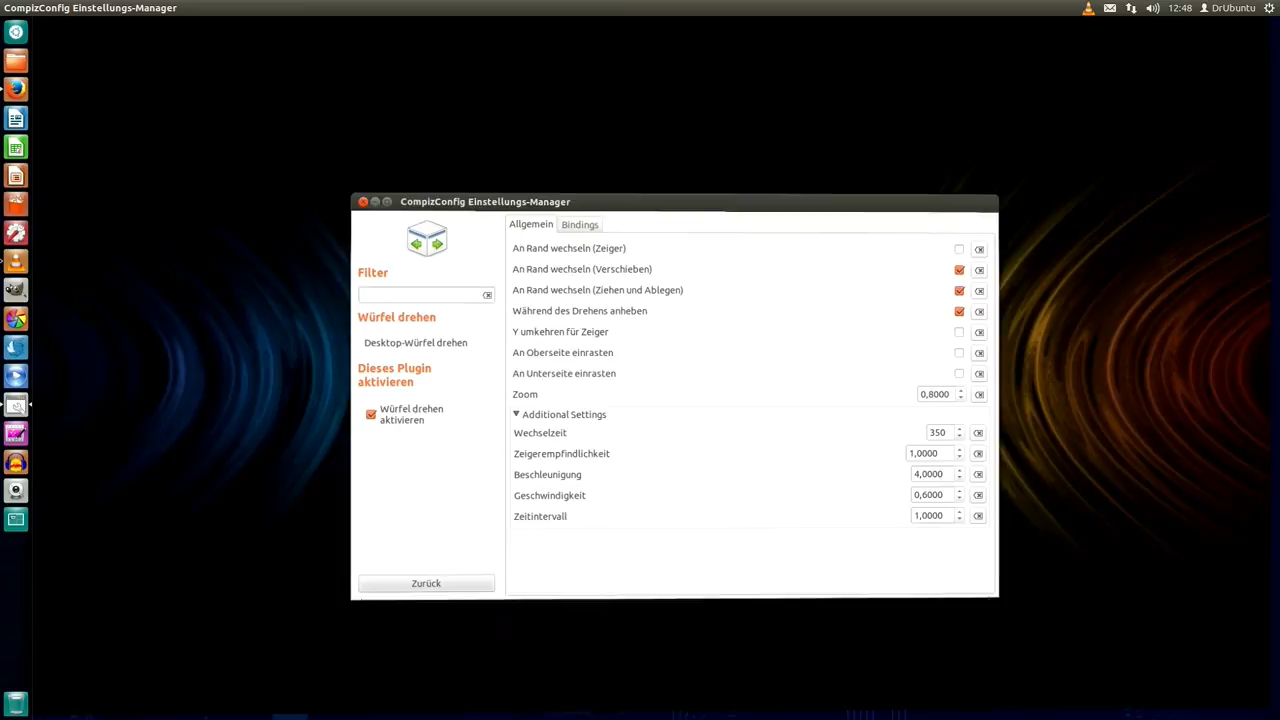 CompizConfig Einstellungs-Manager
12:48
DrUbuntu
CompizConfig Einstellungs-Manager
Allgemein
Bindings
Filter
Würfel drehen
Desktop-Würfel drehen
Dieses Plugin
aktivieren
Würfel drehen
aktivieren
Zurück
An Rand wechseln (Zeiger)
An Rand wechseln (Verschieben)
An Rand wechseln (Ziehen und Ablegen)
Während des Drehens anheben
Y umkehren für Zeiger
An Oberseite einrasten
An Unterseite einrasten
Zoom 0,8000
Additional Settings
Wechselzeit 350
Zeigerempfindlichkeit 1,0000
Beschleunigung 4,0000
Geschwindigkeit 0,6000
Zeitintervall 1,0000